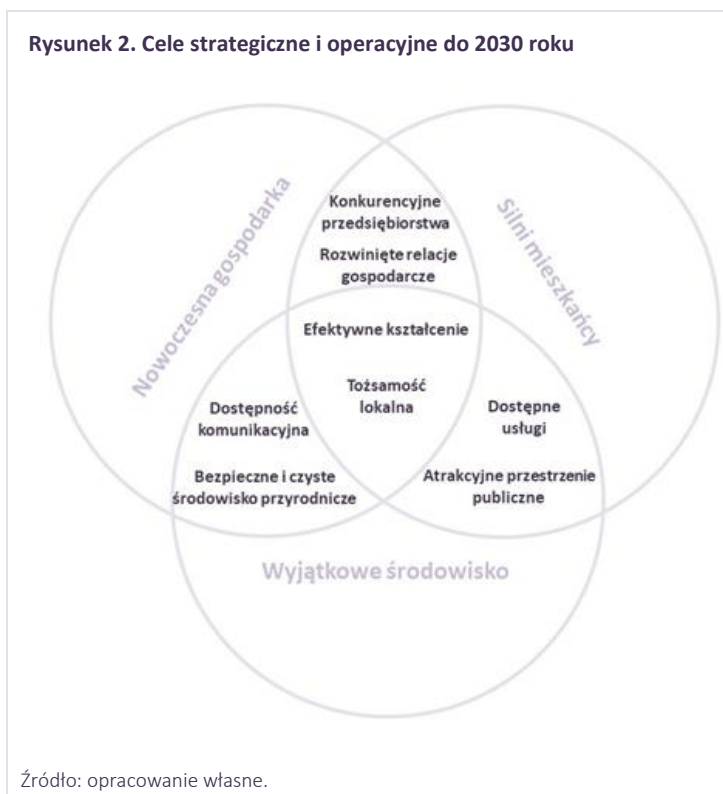 Rysunek 2. Cele strategiczne i operacyjne do 2030 roku
Nowoczesna gospodarka
Silni mieszkańcy
Konkurencyjne
przedsiębiorstwa
Rozwinięte relacje
gospodarcze
Efektywne kształcenie
Tożsamość
lokalna
Dostępność
komunikacyjna
Dostępne
usługi
Bezpieczne i czyste
środowisko przyrodnicze
Atrakcyjne przestrzenie
publiczne
Wyjątkowe środowisko
Źródło: opracowanie własne.